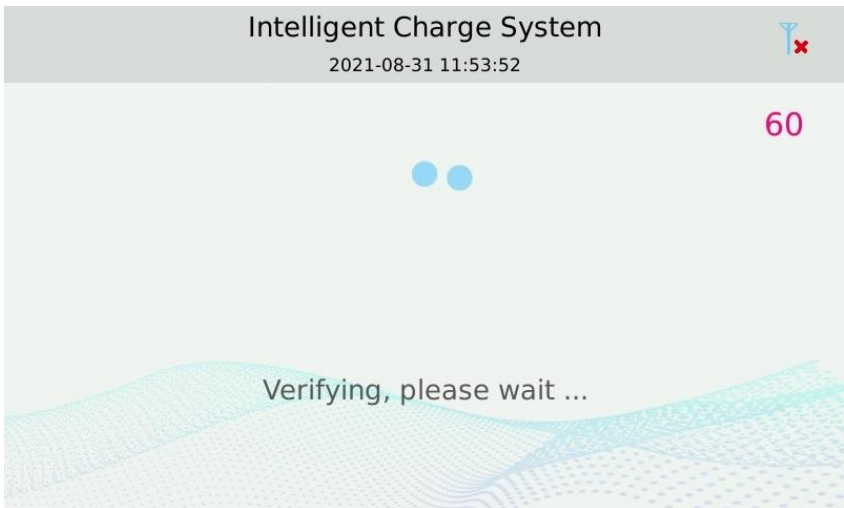 Intelligent Charge System
2021-08-31 11:53:52
60
Verifying, please wait ...